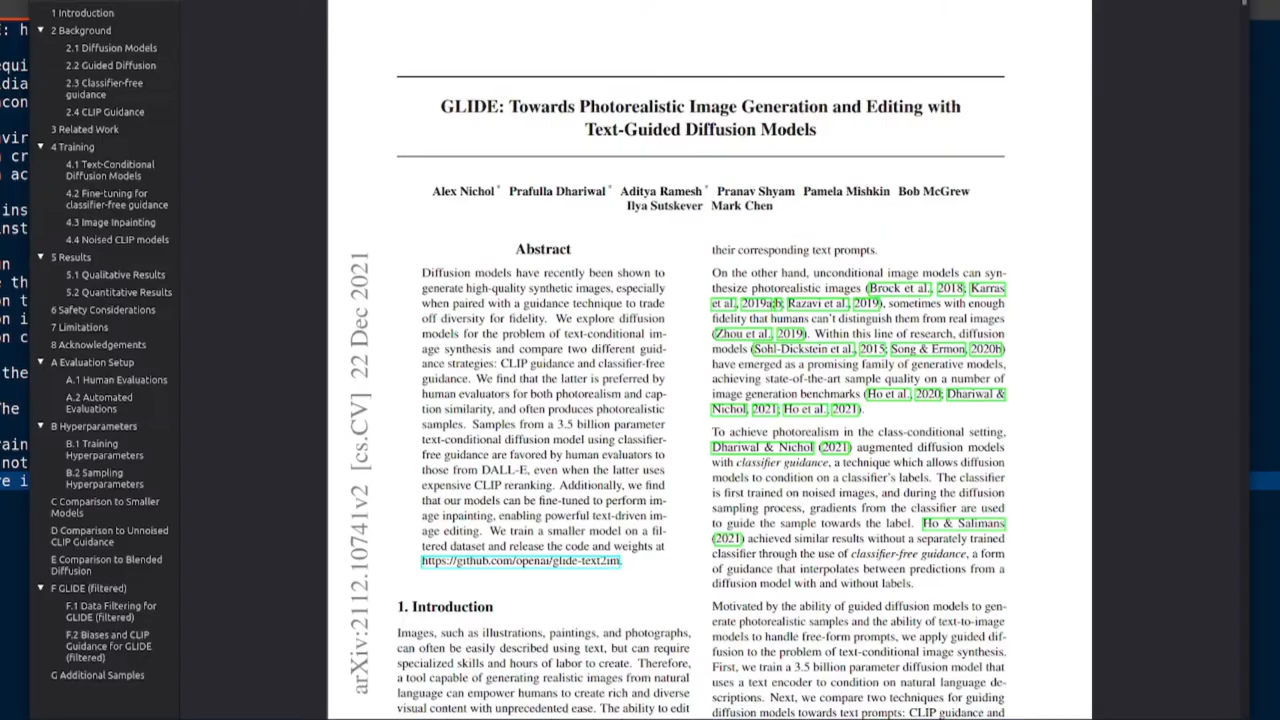 1 Introduction
2 Background
2.1 Diffusion Models
2.2 Guided Diffusion
2.3 Classifier-free
guidance
2.4 CLIP Guidance
3 Related Work
4 Training
4.1 Text-Conditional
Diffusion Models
4.2 Fine-tuning for
classifier-free guidance
4.3 Image Inpainting
4.4 Noised CLIP models
5 Results
5.1 Qualitative Results
5.2 Quantitative Results
6 Safety Considerations
7 Limitations
8 Acknowledgements
A Evaluation Setup
A.1 Human Evaluations
A.2 Automated
Evaluations
B Hyperparameters
B.1 Training
Hyperparameters
B.2 Sampling
Hyperparameters
C Comparison to Smaller
Models
D Comparison to Unnoised
CLIP Guidance
E Comparison to Blended
Diffusion
F GLIDE (filtered)
F.1 Data Filtering for
GLIDE (filtered)
F.2 Biases and CLIP
Guidance for GLIDE
(filtered)
G Additional Samples
GLIDE: Towards Photorealistic Image Generation and Editing with
Text-Guided Diffusion Models
Alex Nichol * Prafulla Dhariwal * Aditya Ramesh * Pranav Shyam Pamela Mishkin Bob McGrew
Ilya Sutskever Mark Chen
arXiv:2112.10741v2 [cs.CV] 22 Dec 2021
Abstract
Diffusion models have recently been shown to
generate high-quality synthetic images, especially
when paired with a guidance technique to trade
off diversity for fidelity. We explore diffusion
models for the problem of text-conditional im-
age synthesis and compare two different guid-
ance strategies: CLIP guidance and classifier-free
guidance. We find that the latter is preferred by
human evaluators for both photorealism and cap-
tion similarity, and often produces photorealistic
samples. Samples from a 3.5 billion parameter
text-conditional diffusion model using classifier-
free guidance are favored by human evaluators to
those from DALL-E, even when the latter uses
expensive CLIP reranking. Additionally, we find
that our models can be fine-tuned to perform im-
age inpainting, enabling powerful text-driven im-
age editing. We train a smaller model on a fil-
tered dataset and release the code and weights at
https://github.com/openai/glide-text2im.
1. Introduction
Images, such as illustrations, paintings, and photographs,
can often be easily described using text, but can require
specialized skills and hours of labor to create. Therefore,
a tool capable of generating realistic images from natural
language can empower humans to create rich and diverse
visual content with unprecedented ease. The ability to edit
their corresponding text prompts.
On the other hand, unconditional image models can syn-
thesize photorealistic images (Brock et al., 2018; Karras
et al., 2019a;b; Razavi et al., 2019), sometimes with enough
fidelity that humans can't distinguish them from real images
(Zhou et al., 2019). Within this line of research, diffusion
models (Sohl-Dickstein et al., 2015; Song & Ermon, 2020b)
have emerged as a promising family of generative models,
achieving state-of-the-art sample quality on a number of
image generation benchmarks (Ho et al., 2020; Dhariwal &
Nichol, 2021; Ho et al., 2021).
To achieve photorealism in the class-conditional setting,
Dhariwal & Nichol (2021) augmented diffusion models
with classifier guidance, a technique which allows diffusion
models to condition on a classifier's labels. The classifier
is first trained on noised images, and during the diffusion
sampling process, gradients from the classifier are used
to guide the sample towards the label. Ho & Salimans
(2021) achieved similar results without a separately trained
classifier through the use of classifier-free guidance, a form
of guidance that interpolates between predictions from a
diffusion model with and without labels.
Motivated by the ability of guided diffusion models to gen-
erate photorealistic samples and the ability of text-to-image
models to handle free-form prompts, we apply guided dif-
fusion to the problem of text-conditional image synthesis.
First, we train a 3.5 billion parameter diffusion model that
uses a text encoder to condition on natural language de-
scriptions. Next, we compare two techniques for guiding
diffusion models towards text prompts: CLIP guidance and